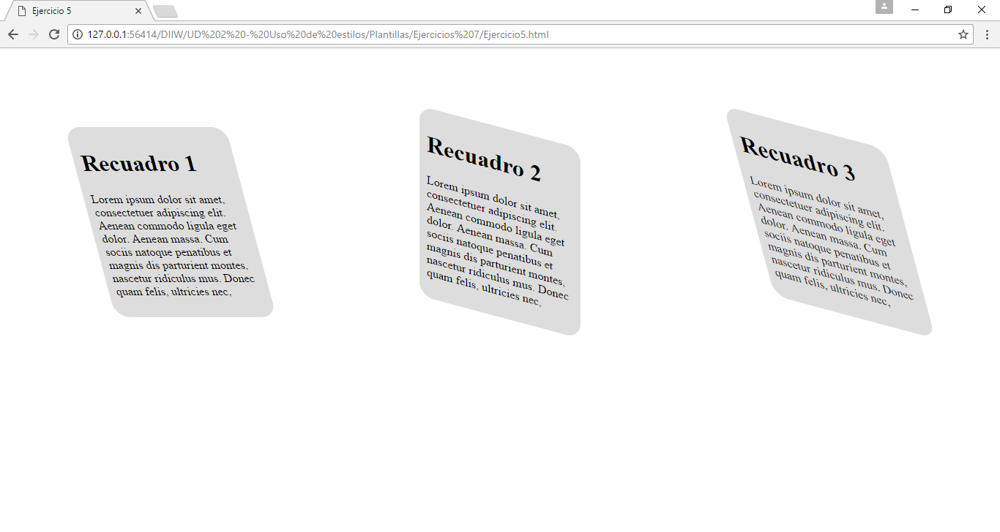 Ejercicio 5
127.0.0.1:56414/DIIW/UD%202%20-%20Uso%20de%20estilos/Plantillas/Ejercicios%207/Ejercicio5.html
Recuadro 1
Lorem ipsum dolor sit amet,
consectetuer adipiscing elit.
Aenean commodo ligula eget
dolor. Aenean massa. Cum
sociis natoque penatibus et
magnis dis parturient montes,
nascetur ridiculus mus. Donec
quam felis, ultricies nec,
Recuadro 2
Lorem ipsum dolor sit amet,
consectetuer adipiscing elit.
Aenean commodo ligula eget
dolor. Aenean massa. Cum
sociis natoque penatibus et
magnis dis parturient montes,
nascetur ridiculus mus. Donec
quam felis, ultricies nec,
Recuadro 3
Lorem ipsum dolor sit amet,
consectetuer adipiscing elit.
Aenean commodo ligula eget
dolor. Aenean massa. Cum
sociis natoque penatibus et
magnis dis parturient montes,
nascetur ridiculus mus. Donec
quam felis, ultricies nec,